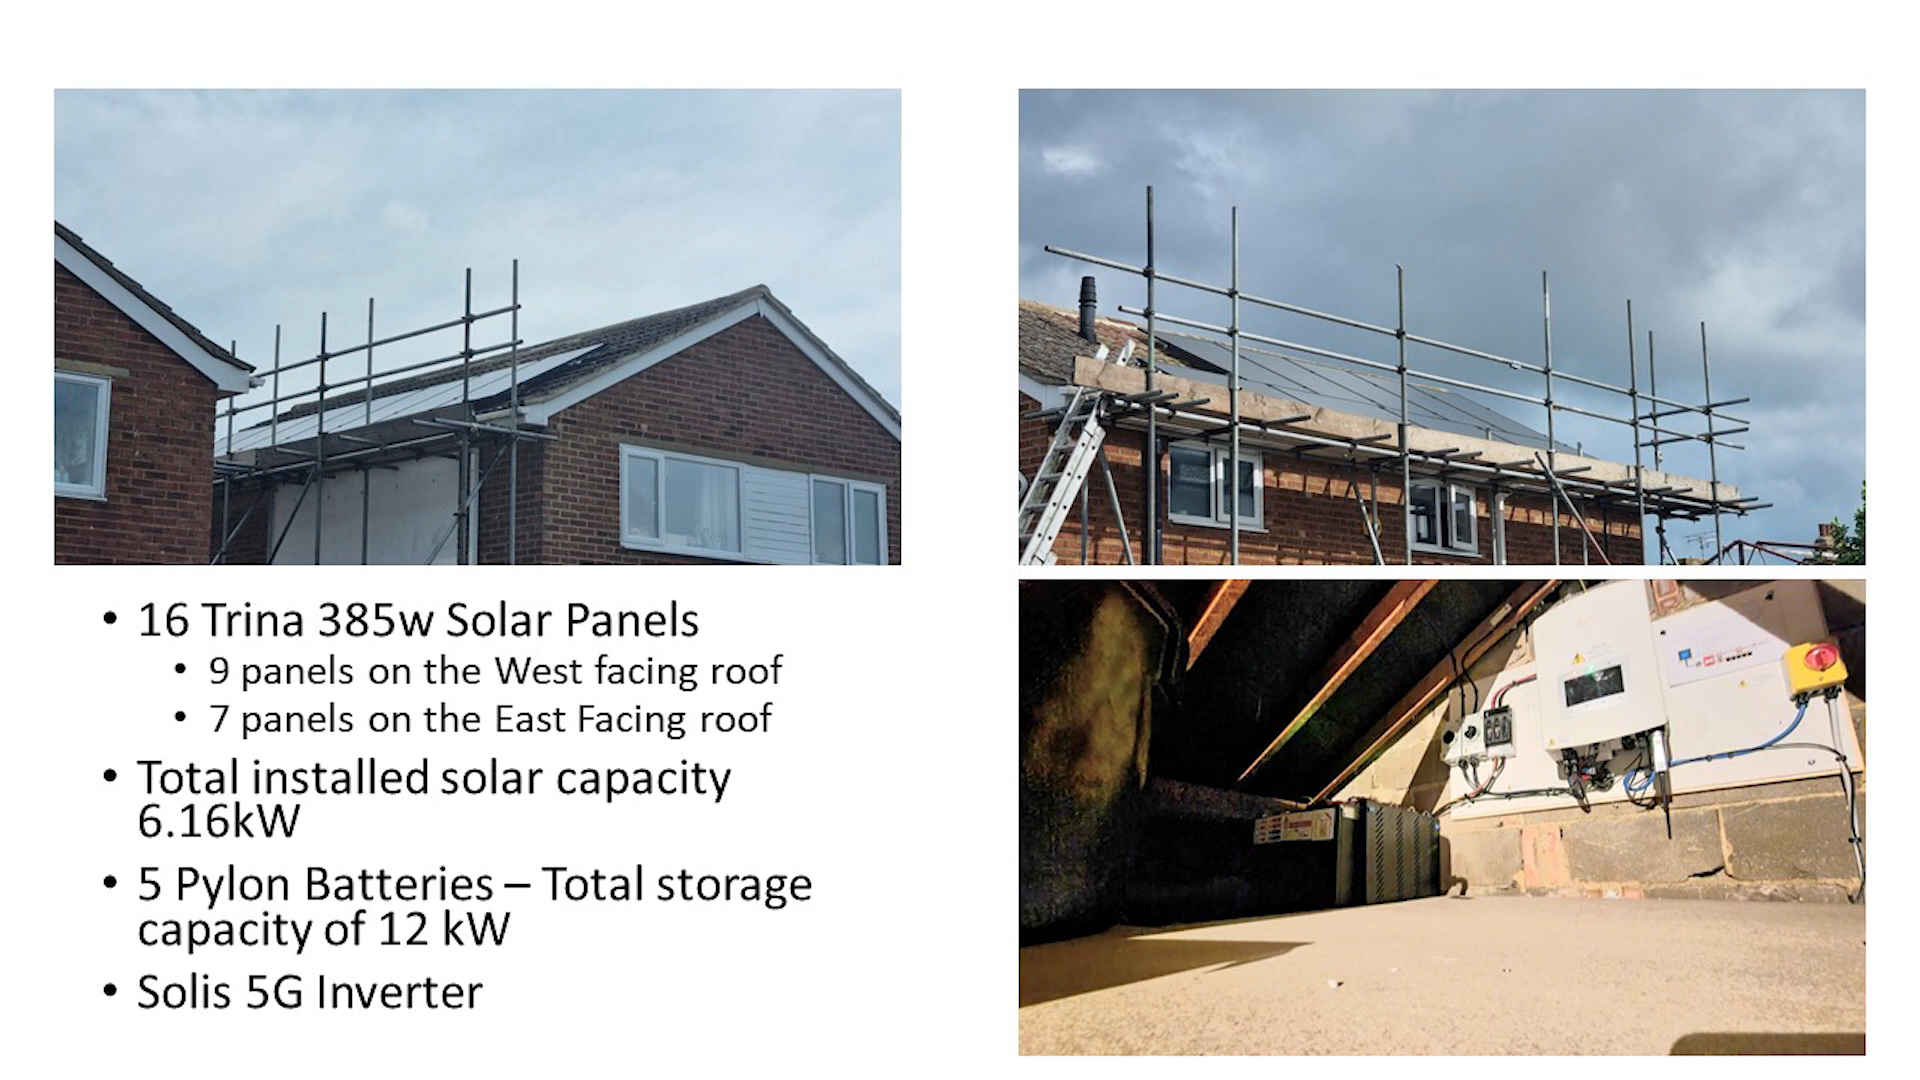 • 16 Trina 385w Solar Panels
• 9 panels on the West facing roof
• 7 panels on the East Facing roof
• Total installed solar capacity
6.16kW
• 5 Pylon Batteries – Total storage
capacity of 12 kW
• Solis 5G Inverter